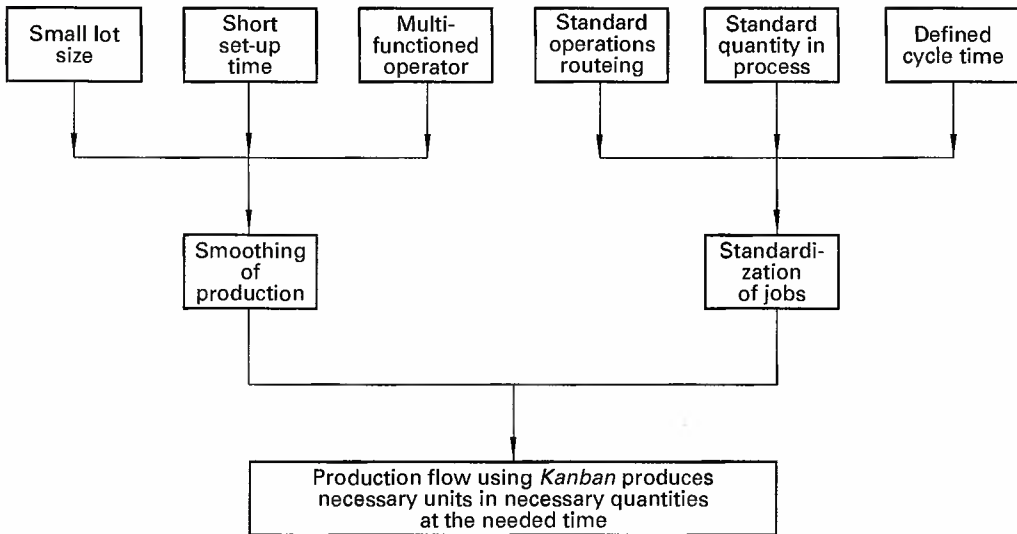 Small lot
size
Short
set-up
time
Multi-
functioned
operator
Standard
operations
routeing
Standard
quantity in
process
Defined
cycle time
Smoothing
of
production
Standardi-
zation
of jobs
Production flow using Kanban produces
necessary units in necessary quantities
at the needed time